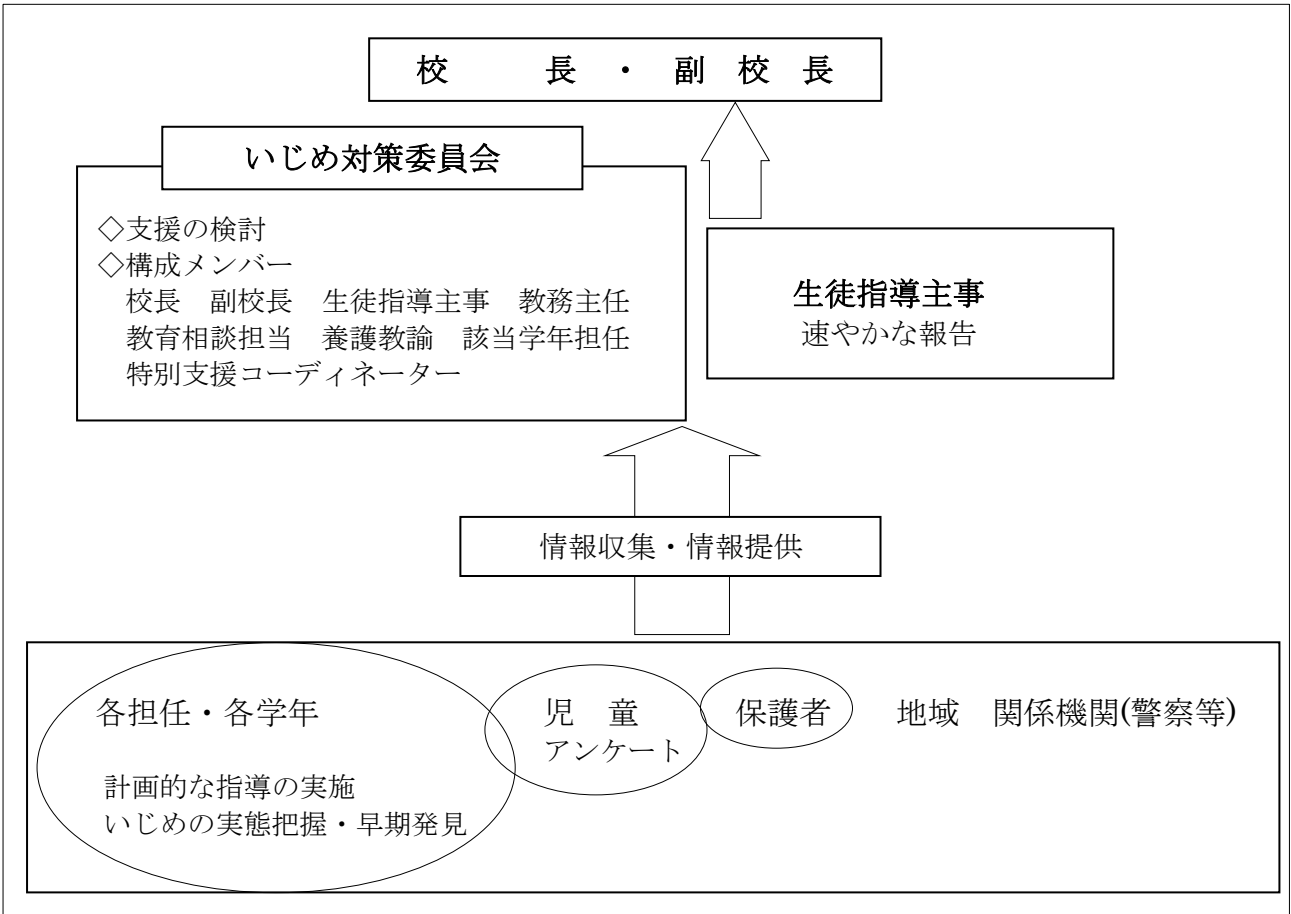 校　　長・副校長
いじめ対策委員会
◇支援の検討
◇構成メンバー
校長　副校長　生徒指導主事　教務主任
教育相談担当　養護教諭　該当学年担任
特別支援コーディネーター
生徒指導主事
速やかな報告
情報収集・情報提供
各担任・各学年
計画的な指導の実施
いじめの実態把握・早期発見
児　童
アンケート
保護者
地域　関係機関(警察等)